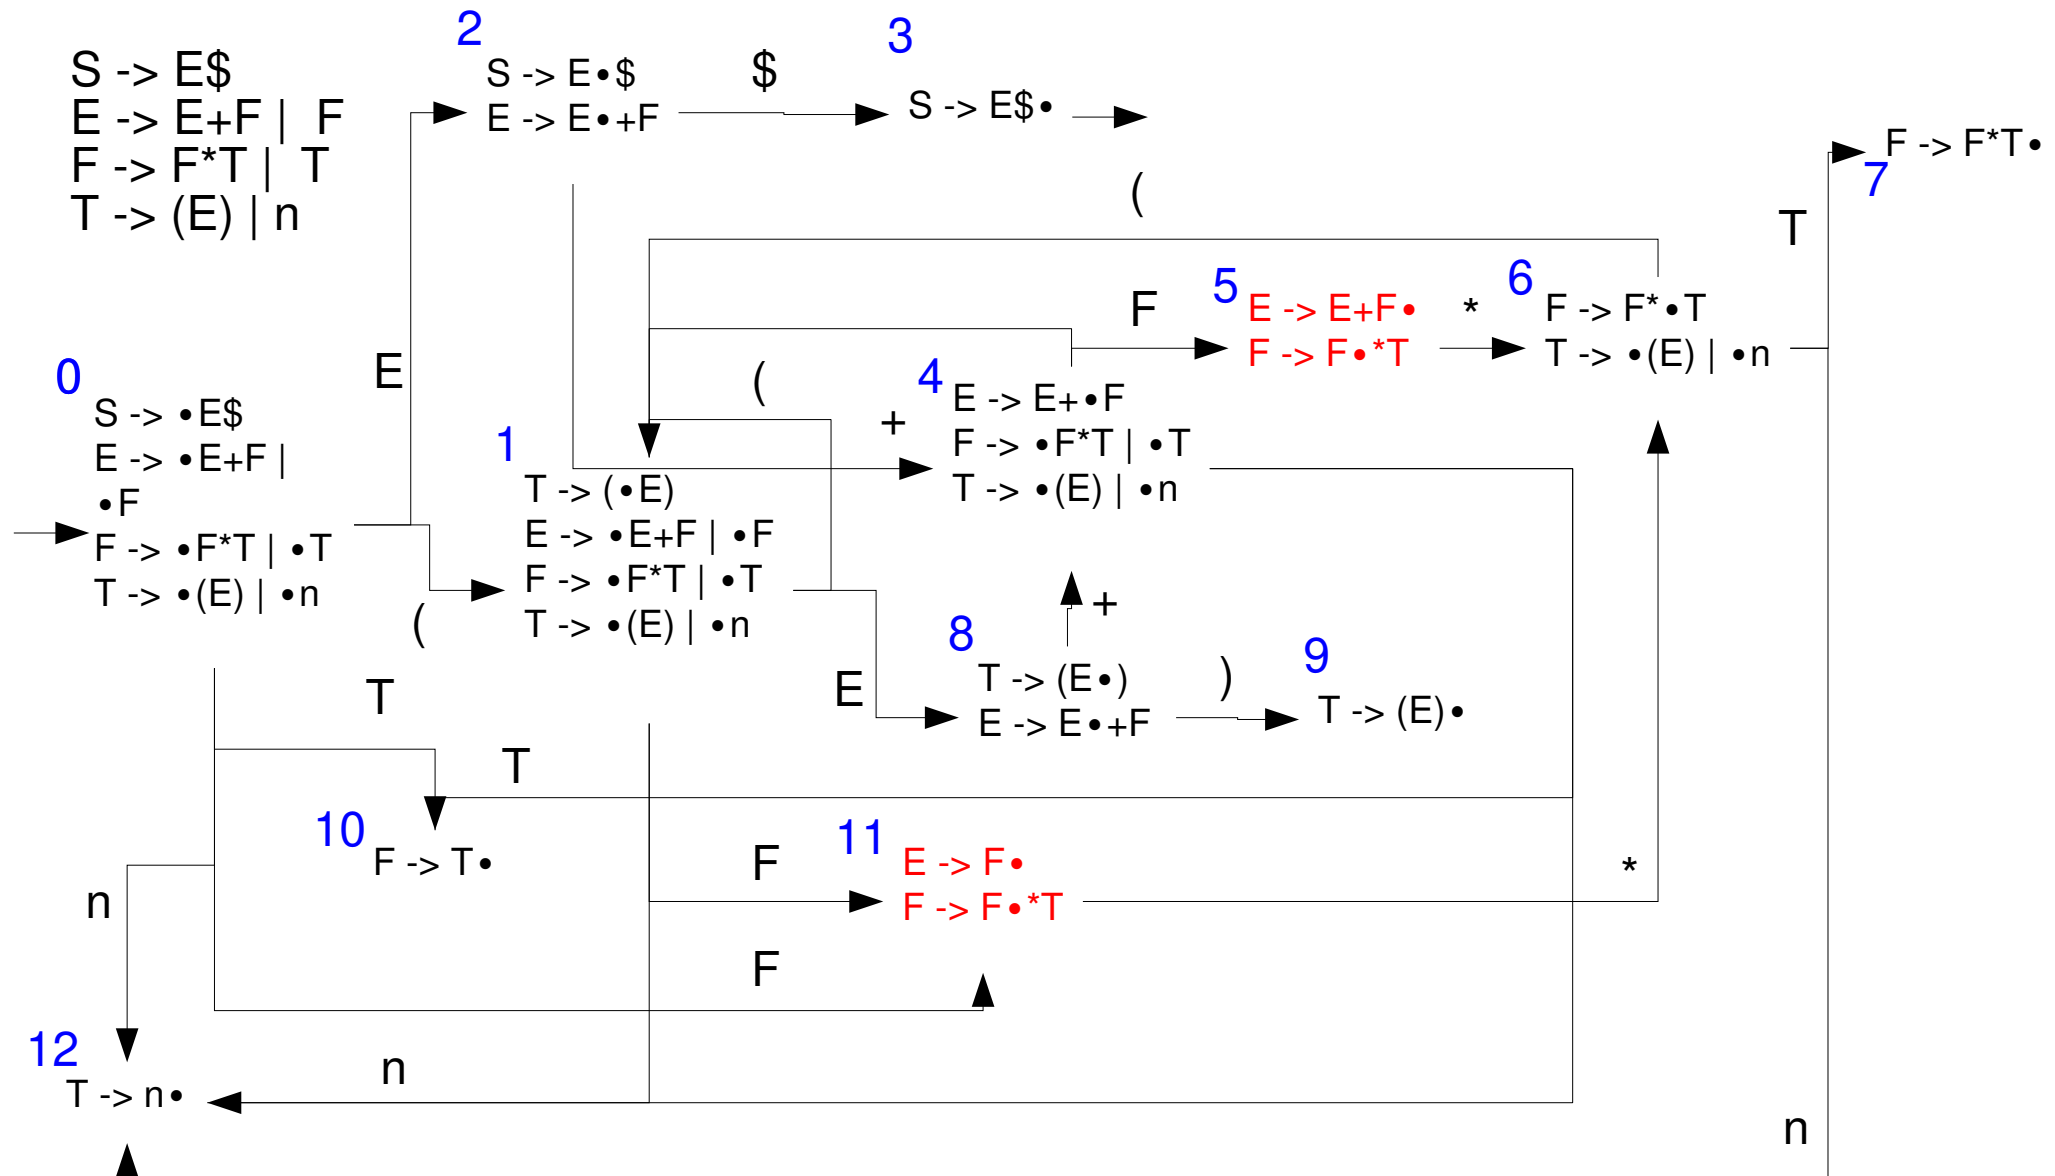 S -> E$
E -> E+F | F
F -> F*T | T
T -> (E) | n
2
S -> E•$
E -> E•+F
$
3
S -> E$•
(
F -> F*T•
7
T
0
S -> •E$
E -> •E+F |
•F
F -> •F*T | •T
T -> •(E) | •n
E
(
1
T -> (•E)
E -> •E+F | •F
F -> •F*T | •T
T -> •(E) | •n
(
+
4
E -> E+•F
F -> •F*T | •T
T -> •(E) | •n
F
5
E -> E+F•
F -> F•*T
*
6
F -> F*•T
T -> •(E) | •n
+
8
T -> (E•)
E -> E•+F
E
)
9
T -> (E)•
T
T
10
F -> T•
F
11
E -> F•
F -> F•*T
*
n
F
12
T -> n•
n
n